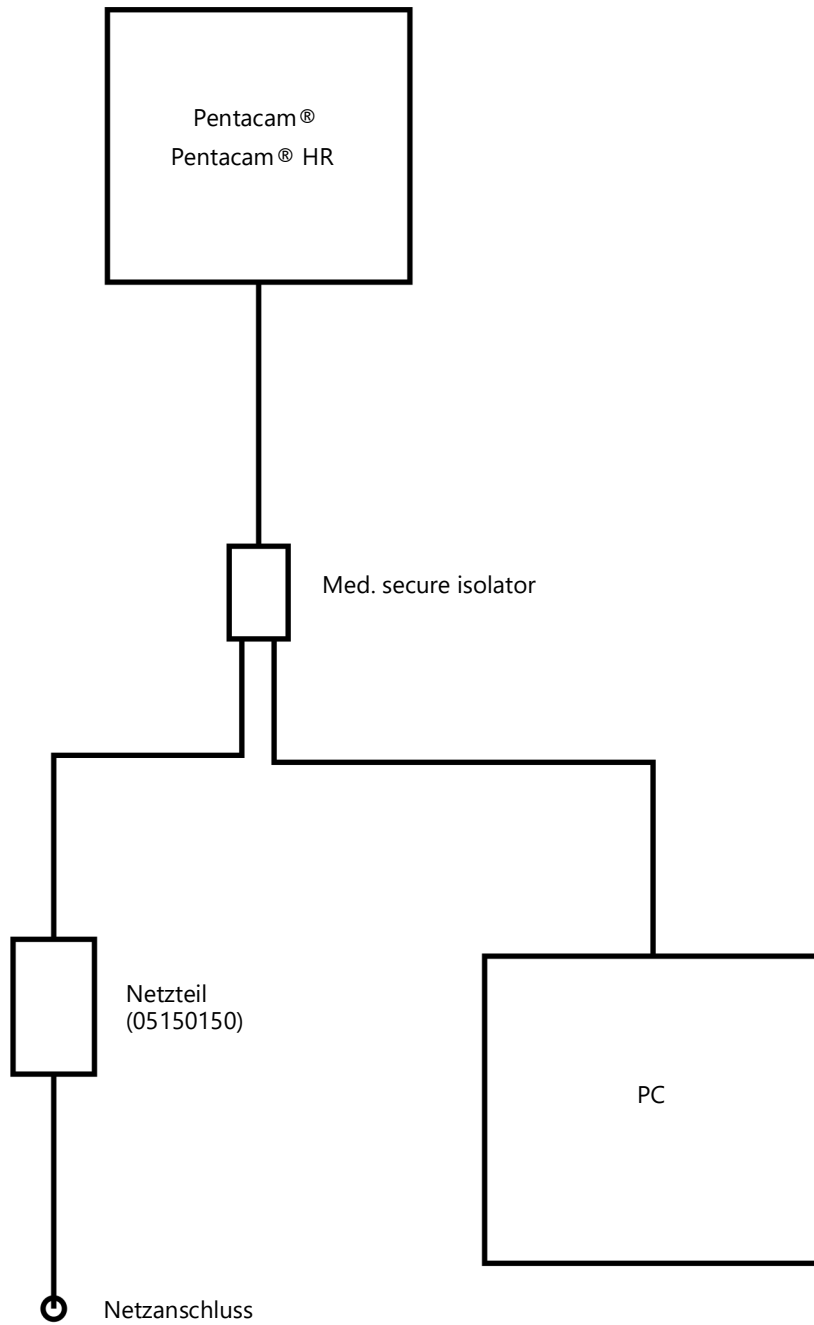 Pentacam®
Pentacam® HR
Med. secure isolator
Netzteil
(05150150)
PC
Netzanschluss